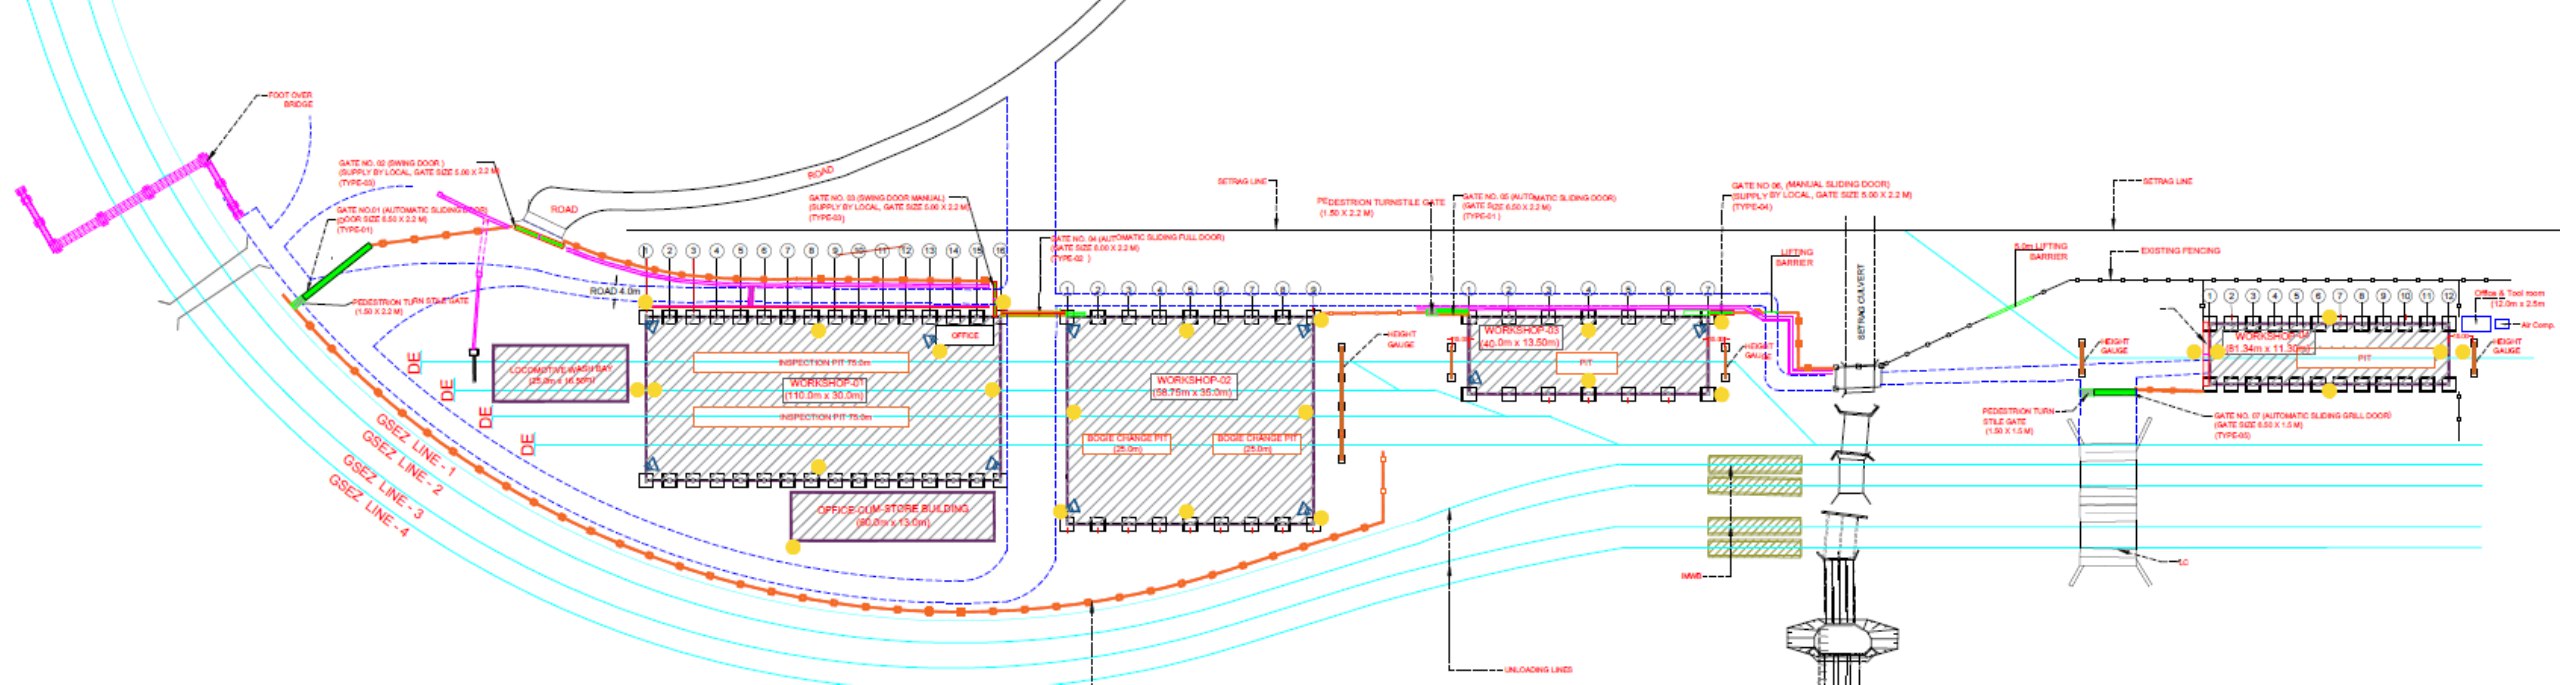 FOOT OVER
BRIDGE
GATE NO. 02 (SWING DOOR )
(SUPPLY BY LOCAL, GATE SIZE 5.00 X 2.2 M)
(TYPE-03)
GATE NO.01 (AUTOMATIC SLIDING DOOR)
(DOOR SIZE 6.50 X 2.2 M)
(TYPE-01)
PEDESTRION TURN STILE GATE
(1.50 X 2.2 M)
ROAD
ROAD
GATE NO. 03 (SWING DOOR MANUAL)
(SUPPLY BY LOCAL, GATE SIZE 5.00 X 2.2 M)
(TYPE-03)
GATE NO. 04 (AUTOMATIC SLIDING FULL DOOR)
(GATE SIZE 6.00 X 2.2 M)
(TYPE-02 )
SETRAG LINE
PEDESTRION TURNSTILE GATE
(1.50 X 2.2 M)
GATE NO. 05 (AUTOMATIC SLIDING DOOR)
(GATE SIZE 6.50 X 2.2 M)
(TYPE-01 )
GATE NO 06, (MANUAL SLIDING DOOR)
(SUPPLY BY LOCAL, GATE SIZE 5.00 X 2.2 M)
(TYPE-04)
SETRAG LINE
LIFTING
BARRIER
SETRAG CULVERT
5.0m LIFTING
BARRIER
EXISTING FENCING
Office & Tool room
(12.0m x 2.5m
Air Comp.
1 2 3 4 5 6 7 8 9 10 11 12 13 14 15 16
ROAD 4.0m
1 2 3 4 5 6 7 8 9
1 2 3 4 5 6 7
1 2 3 4 5 6 7 8 9 10 11 12
OFFICE
DE
DE
DE
DE
LOCOMOTIVE WASH BAY
INSPECTION PIT 75.0m
WORKSHOP-01
(110.0m x 30.0m)
INSPECTION PIT 75.0m
OFFICE-CUM-STORE BUILDING
(60.0m x 13.0m)
WORKSHOP-02
(58.75m x 35.0m)
BOGIE CHANGE PIT
(25.0m)
BOGIE CHANGE PIT
(25.0m)
HEIGHT
GAUGE
WORKSHOP-03
(40.0m x 13.50m)
PIT
HEIGHT
GAUGE
HEIGHT
GAUGE
WORKSHOP-04
(81.34m x 11.30m)
PIT
HEIGHT
GAUGE
PEDESTRION TURN
STILE GATE
(1.50 X 1.5 M)
GATE NO. 07 (AUTOMATIC SLIDING GRILL DOOR)
(GATE SIZE 6.50 X 1.5 M)
(TYPE-05)
GSEZ LINE - 1
GSEZ LINE - 2
GSEZ LINE - 3
GSEZ LINE - 4
IMWB
LC
UNLOADING LINES